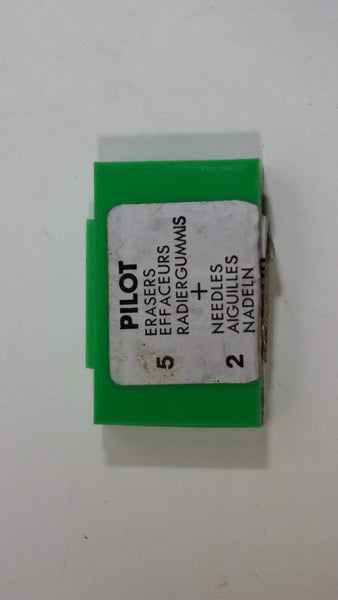 PILOT
5 ERASERS
EFFACEURS
RADIERGUMMIS
+
2 NEEDLES
AIGUILLES
NADELN